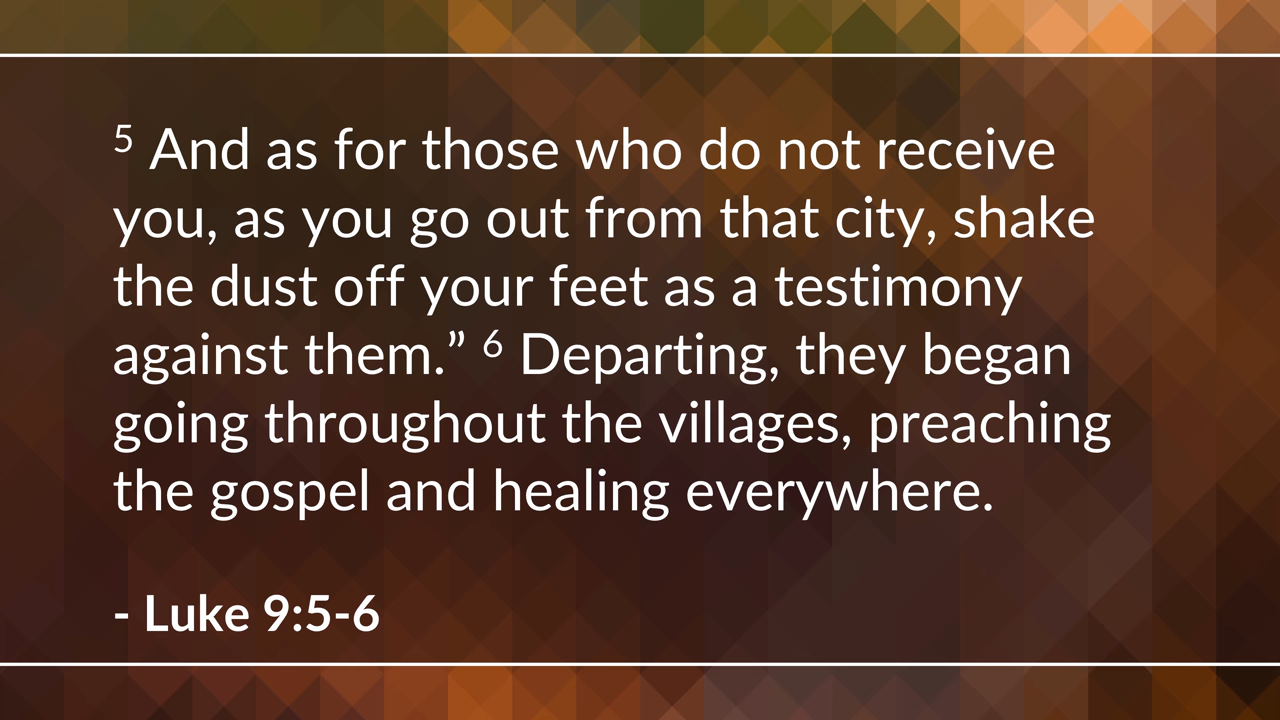 5 And as for those who do not receive
you, as you go out from that city, shake
the dust off your feet as a testimony
against them.” 6 Departing, they began
going throughout the villages, preaching
the gospel and healing everywhere.
- Luke 9:5-6